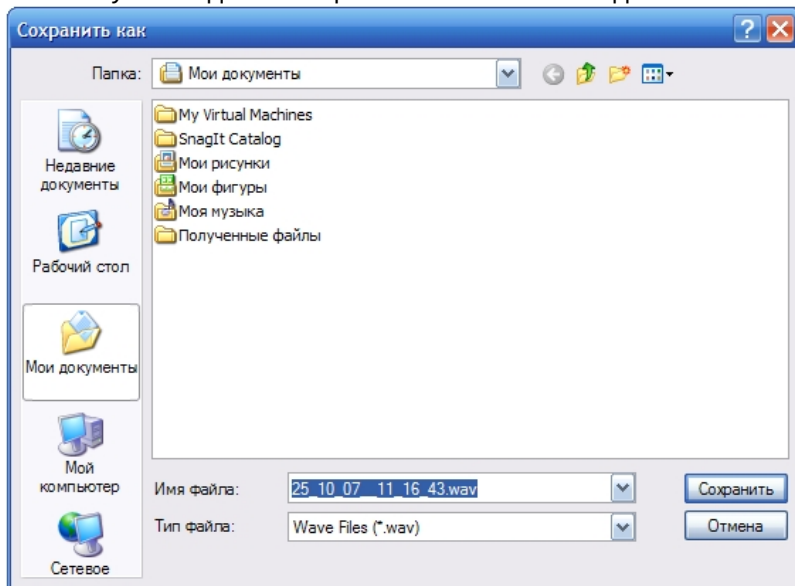 Сохранить как
Папка:
Мои документы
Недавние
документы
Рабочий стол
Мои документы
Мой
компьютер
Сетевое
My Virtual Machines
SnagIt Catalog
Мои рисунки
Мои фигуры
Моя музыка
Полученные файлы
Имя файла:
25_10_07__11_16_43.wav
Сохранить
Тип файла:
Wave Files (*.wav)
Отмена